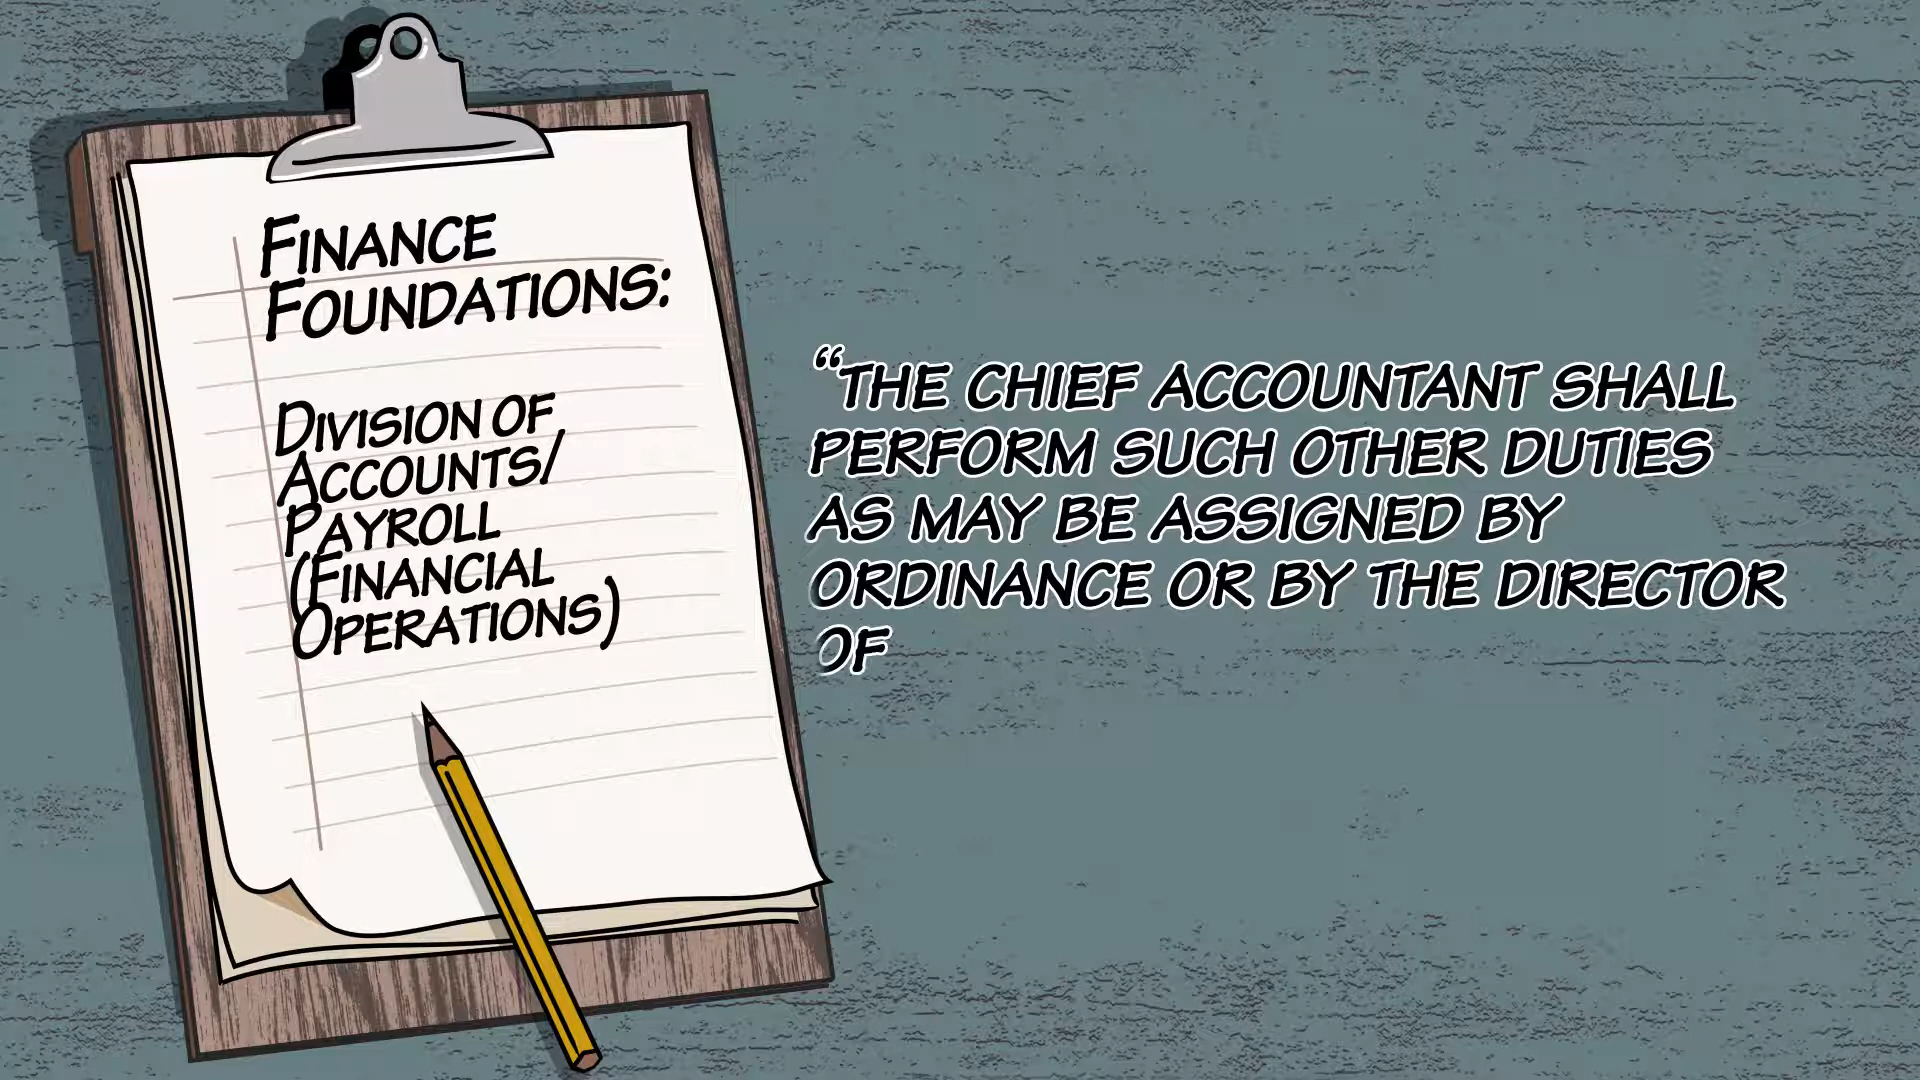 FINANCE
FOUNDATIONS:
DIVISION OF
ACCOUNTS/
PAYROLL
(FINANCIAL
OPERATIONS)
“THE CHIEF ACCOUNTANT SHALL
PERFORM SUCH OTHER DUTIES
AS MAY BE ASSIGNED BY
ORDINANCE OR BY THE DIRECTOR
OF